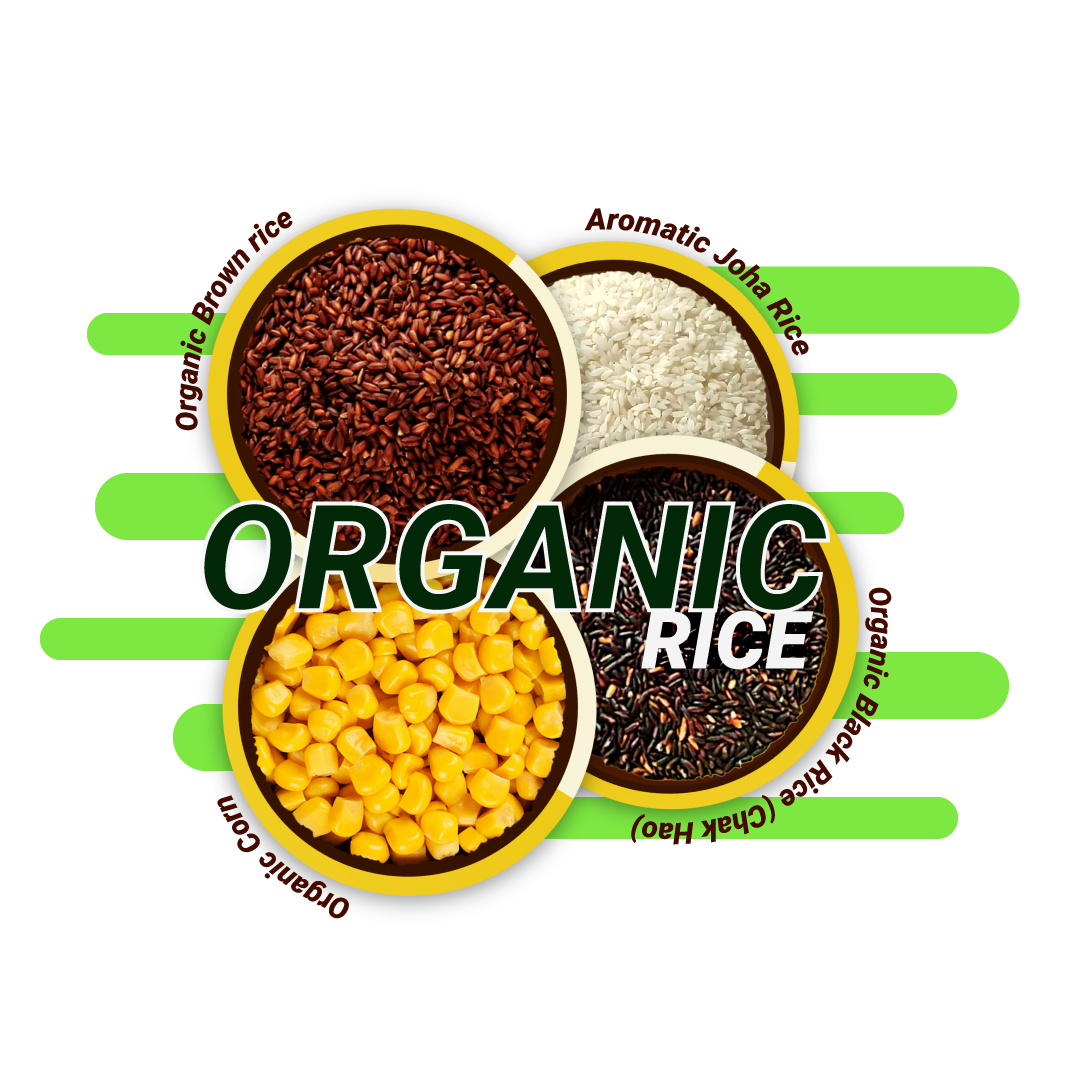 Organic Brown rice
Aromatic Joha Rice
ORGANIC
RICE
Organic Black Rice (Chak Hao)
Organic Corn